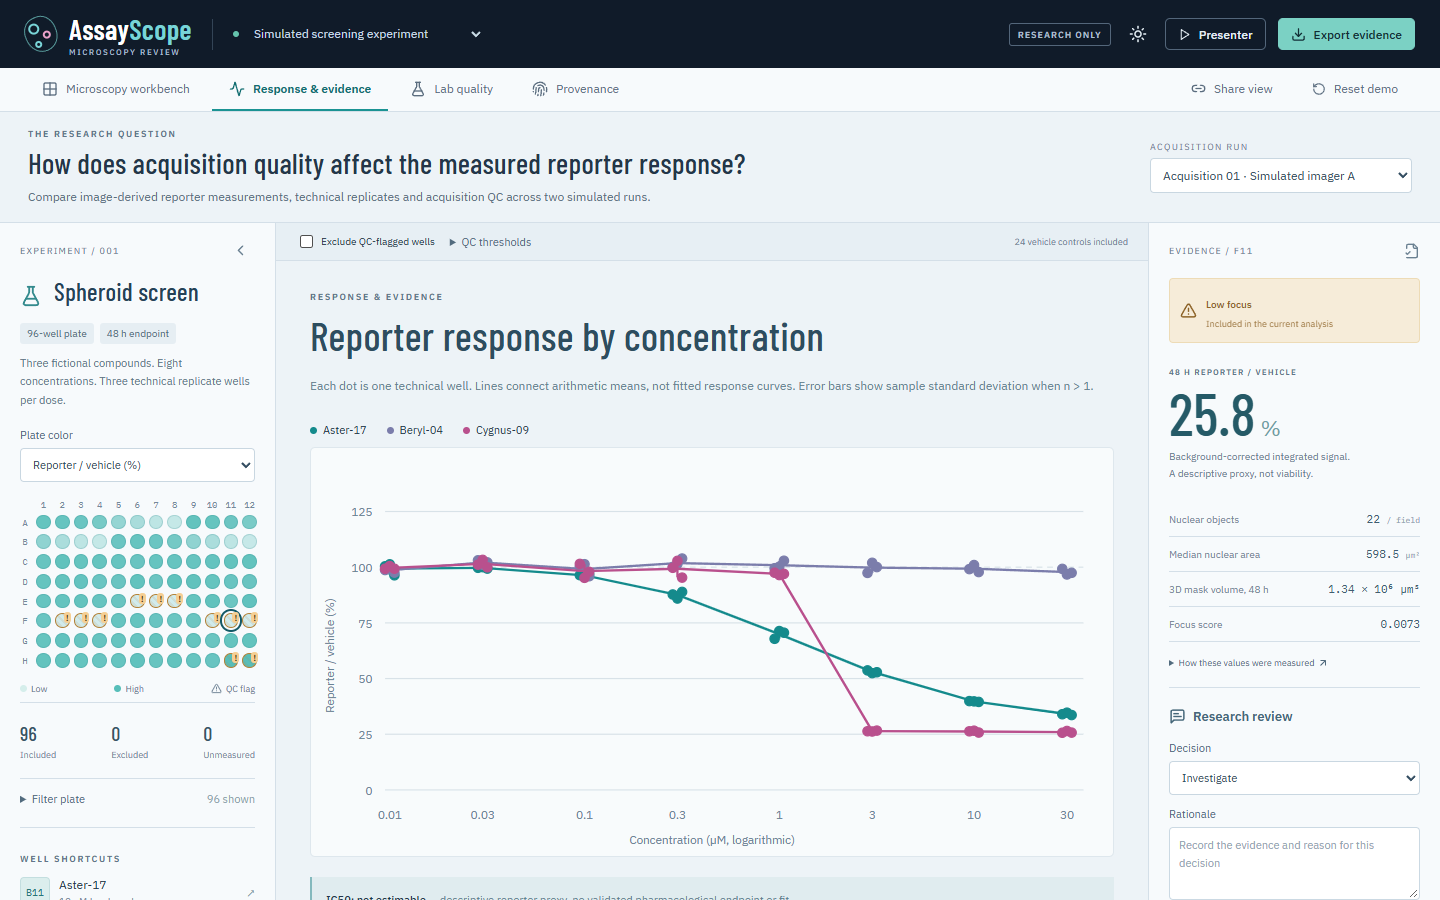 AssayScope
MICROSCOPY REVIEW
Simulated screening experiment
RESEARCH ONLY
Presenter
Export evidence
Microscopy workbench
Response & evidence
Lab quality
Provenance
Share view
Reset demo
THE RESEARCH QUESTION
How does acquisition quality affect the measured reporter response?
Compare image-derived reporter measurements, technical replicates and acquisition QC across two simulated runs.
ACQUISITION RUN
Acquisition 01 · Simulated imager A
EXPERIMENT / 001
Spheroid screen
96-well plate
48 h endpoint
Three fictional compounds. Eight
concentrations. Three technical replicate wells
per dose.
Plate color
Reporter / vehicle (%)
1 2 3 4 5 6 7 8 9 10 11 12
A
B
C
D
E
F
G
H
Low
High
QC flag
96
Included
0
Excluded
0
Unmeasured
Filter plate
96 shown
WELL SHORTCUTS
B11
Aster-17
Exclude QC-flagged wells
QC thresholds
24 vehicle controls included
RESPONSE & EVIDENCE
Reporter response by concentration
Each dot is one technical well. Lines connect arithmetic means, not fitted response curves. Error bars show sample standard deviation when n > 1.
Aster-17
Beryl-04
Cygnus-09
Reporter / vehicle (%)
125
100
75
50
25
0
0.01 0.03 0.1 0.3 1 3 10 30
Concentration (µM, logarithmic)
EVIDENCE / F11
Low focus
Included in the current analysis
48 H REPORTER / VEHICLE
25.8 %
Background-corrected integrated signal.
A descriptive proxy, not viability.
Nuclear objects
22 / field
Median nuclear area
598.5 µm²
3D mask volume, 48 h
1.34 × 10⁶ µm³
Focus score
0.0073
How these values were measured
Research review
Decision
Investigate
Rationale
Record the evidence and reason for this
decision